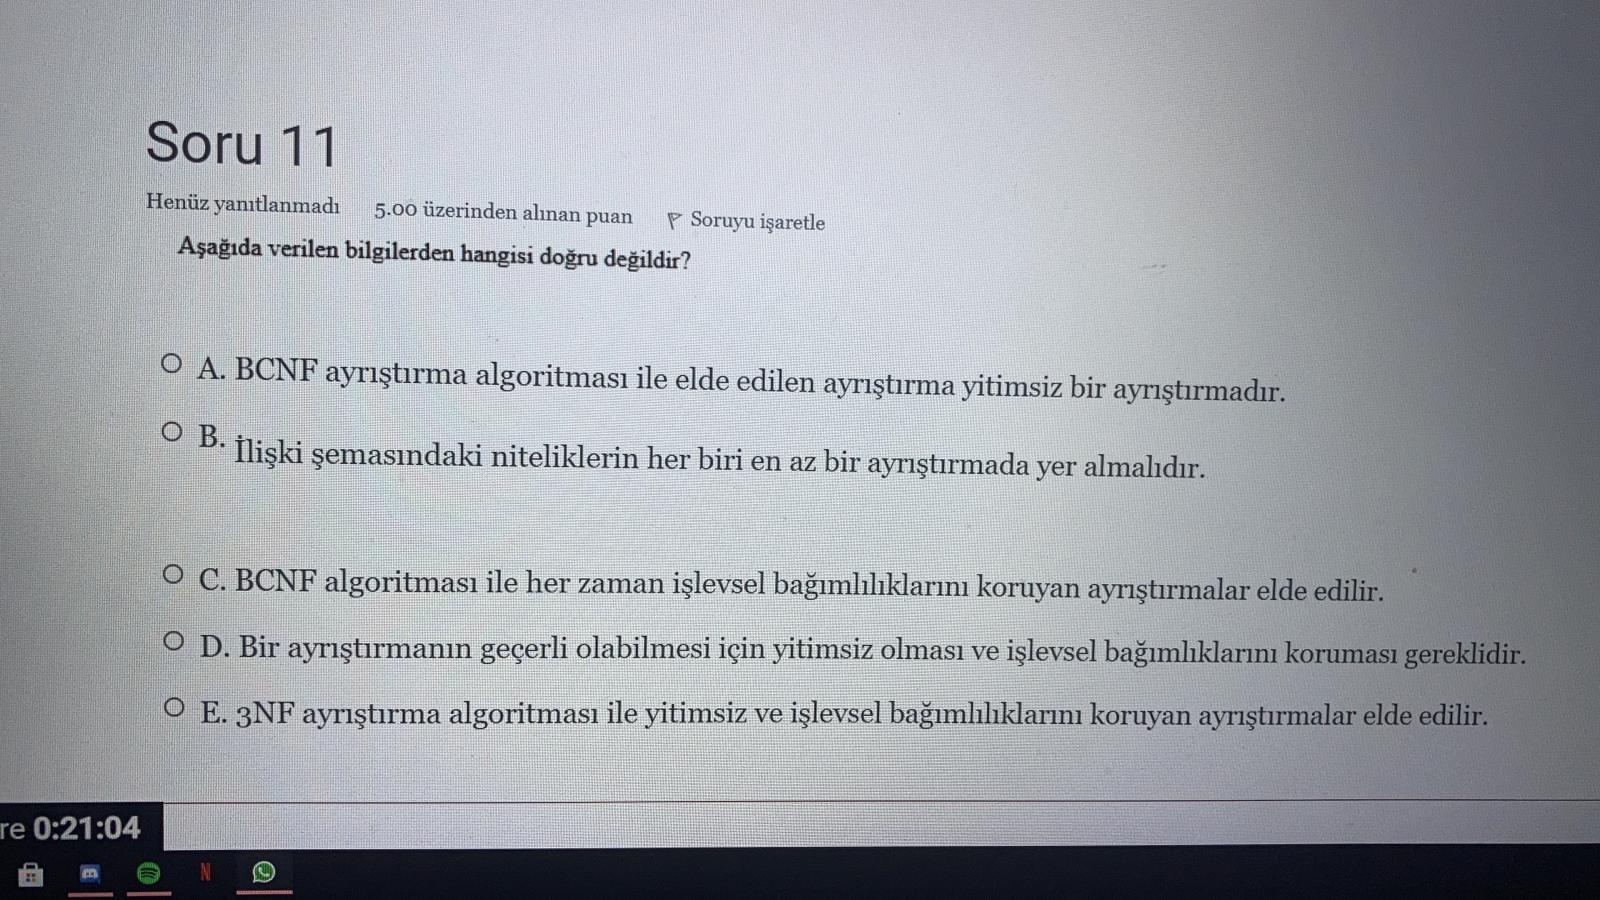 Soru 11
Henüz yanıtlanmadı 5.00 üzerinden alınan puan Soruyu işaretle
Aşağıda verilen bilgilerden hangisi doğru değildir?
A. BCNF ayrıştırma algoritması ile elde edilen ayrıştırma yitimsiz bir ayrıştırmadır.
B. İlişki şemasındaki niteliklerin her biri en az bir ayrıştırmada yer almalıdır.
C. BCNF algoritması ile her zaman işlevsel bağımlılıklarını koruyan ayrıştırmalar elde edilir.
D. Bir ayrıştırmanın geçerli olabilmesi için yitimsiz olması ve işlevsel bağımlıklarını koruması gereklidir.
E. 3NF ayrıştırma algoritması ile yitimsiz ve işlevsel bağımlılıklarını koruyan ayrıştırmalar elde edilir.
re 0:21:04
N